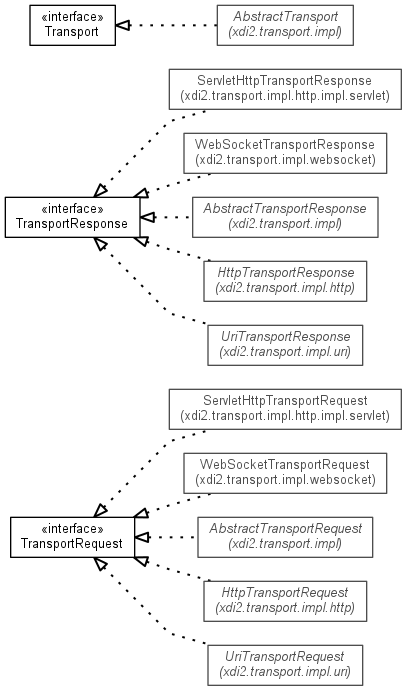 «interface»
Transport
AbstractTransport
(xdi2.transport.impl)
ServletHttpTransportResponse
(xdi2.transport.impl.http.impl.servlet)
WebSocketTransportResponse
(xdi2.transport.impl.websocket)
«interface»
TransportResponse
AbstractTransportResponse
(xdi2.transport.impl)
HttpTransportResponse
(xdi2.transport.impl.http)
UriTransportResponse
(xdi2.transport.impl.uri)
ServletHttpTransportRequest
(xdi2.transport.impl.http.impl.servlet)
WebSocketTransportRequest
(xdi2.transport.impl.websocket)
«interface»
TransportRequest
AbstractTransportRequest
(xdi2.transport.impl)
HttpTransportRequest
(xdi2.transport.impl.http)
UriTransportRequest
(xdi2.transport.impl.uri)